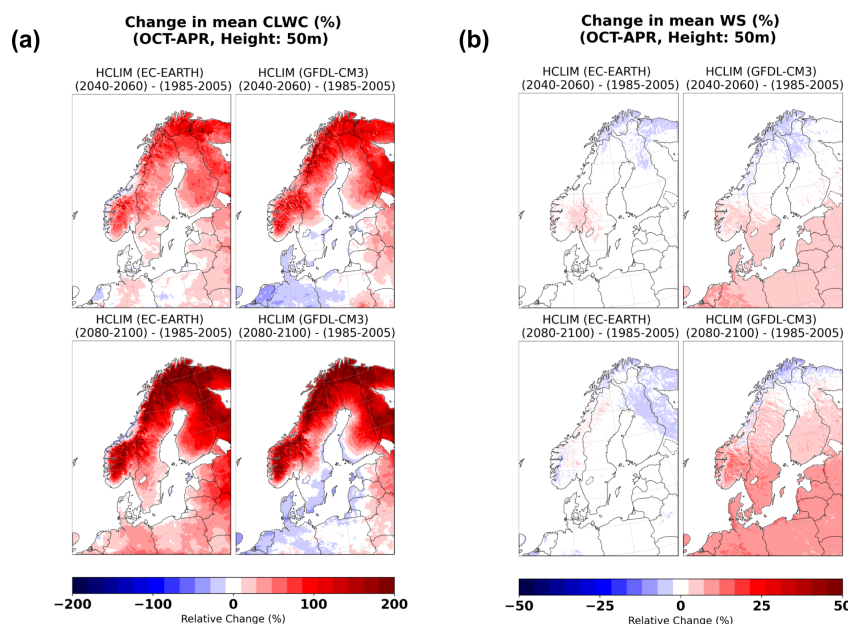 (a)
Change in mean CLWC (%)
(OCT-APR, Height: 50m)
HCLIM (EC-EARTH)
(2040-2060) - (1985-2005)
HCLIM (GFDL-CM3)
(2040-2060) - (1985-2005)
HCLIM (EC-EARTH)
(2080-2100) - (1985-2005)
HCLIM (GFDL-CM3)
(2080-2100) - (1985-2005)
−200 −100 0 100 200
Relative Change (%)
(b)
Change in mean WS (%)
(OCT-APR, Height: 50m)
HCLIM (EC-EARTH)
(2040-2060) - (1985-2005)
HCLIM (GFDL-CM3)
(2040-2060) - (1985-2005)
HCLIM (EC-EARTH)
(2080-2100) - (1985-2005)
HCLIM (GFDL-CM3)
(2080-2100) - (1985-2005)
−50 −25 0 25 50
Relative Change (%)